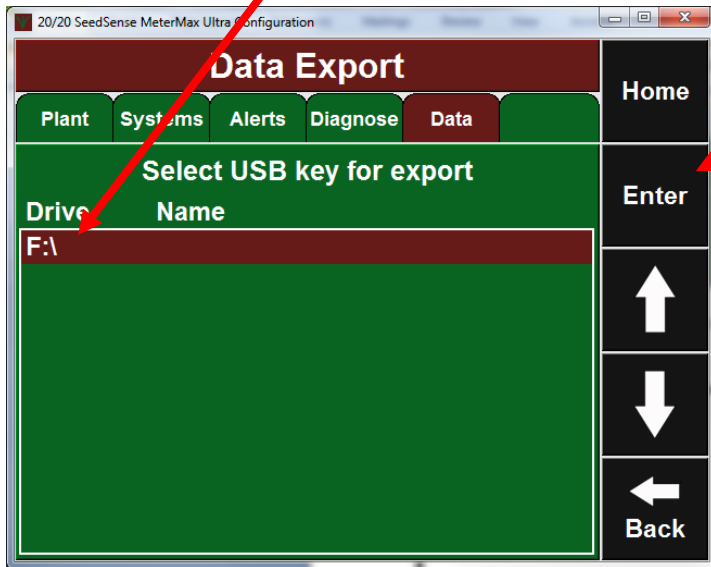 20/20 SeedSense MeterMax Ultra Configuration
Data Export
Home
Plant Systems Alerts Diagnose Data
Select USB key for export
Enter
Drive Name
F:\
Back